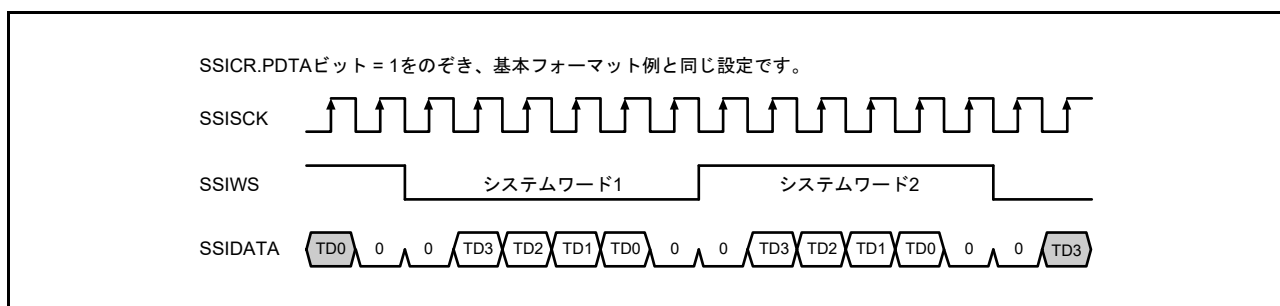 SSICR.PDTAビット = 1をのぞき、基本フォーマット例と同じ設定です。
SSISCK
SSIWS システムワード1 システムワード2
SSIDATA TD0 0 0 TD3 TD2 TD1 TD0 0 0 TD3 TD2 TD1 TD0 0 0 TD3